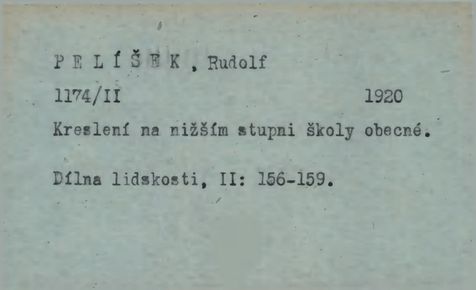 PELÍŠEK, Rudolf
1174/II 1920
Kreslení na nižším stupni školy obecné.
Dílna lidskosti, II: 156-159.